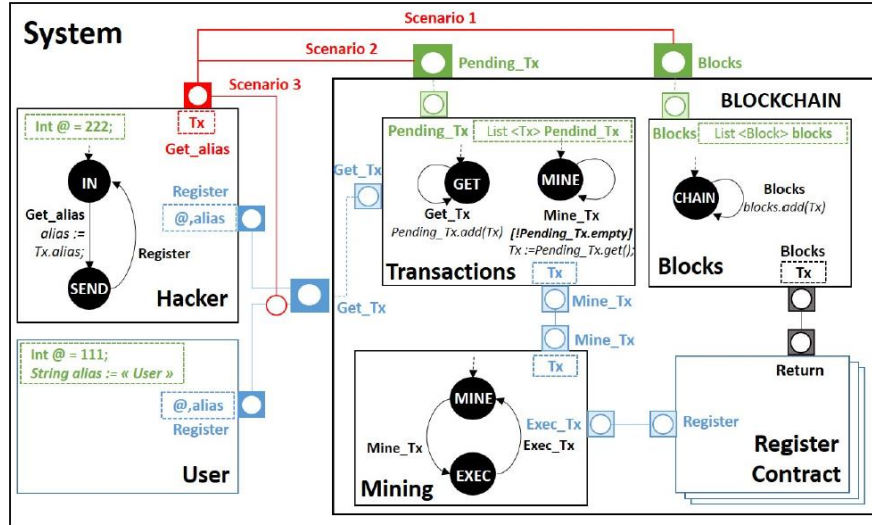 System
Scenario 1
Scenario 2
Scenario 3
Pending_Tx
Blocks
BLOCKCHAIN
Int @ = 222;
Tx
Get_alias
IN
Get_alias
alias :=
Tx.alias;
Register
SEND
Register
@,alias
Hacker
Int @ = 111;
String alias := « User »
@,alias
Register
User
Get_Tx
Get_Tx
Pending_Tx
List <Tx> Pendind_Tx
GET
Get_Tx
Pending_Tx.add(Tx)
MINE
Mine_Tx
[!Pending_Tx.empty]
Tx :=Pending_Tx.get();
Transactions
Tx
Mine_Tx
Blocks
List <Block> blocks
CHAIN
Blocks
blocks.add(Tx)
Blocks
Blocks
Tx
Mine_Tx
Tx
MINE
Mine_Tx
EXEC
Exec_Tx
Exec_Tx
Mining
Return
Register
Register
Contract